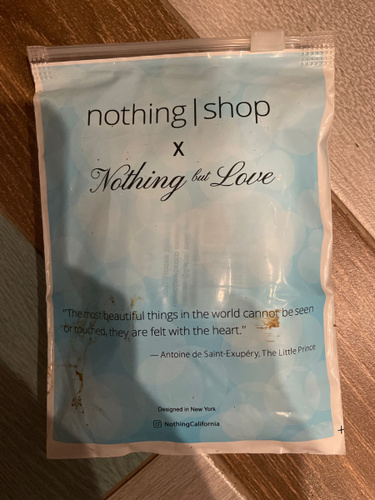 nothing|shop
X
Nothing but Love
"The most beautiful things in the world cannot be seen
or touched, they are felt with the heart."
— Antoine de Saint-Exupéry, The Little Prince
Designed in New York
NothingCalifornia